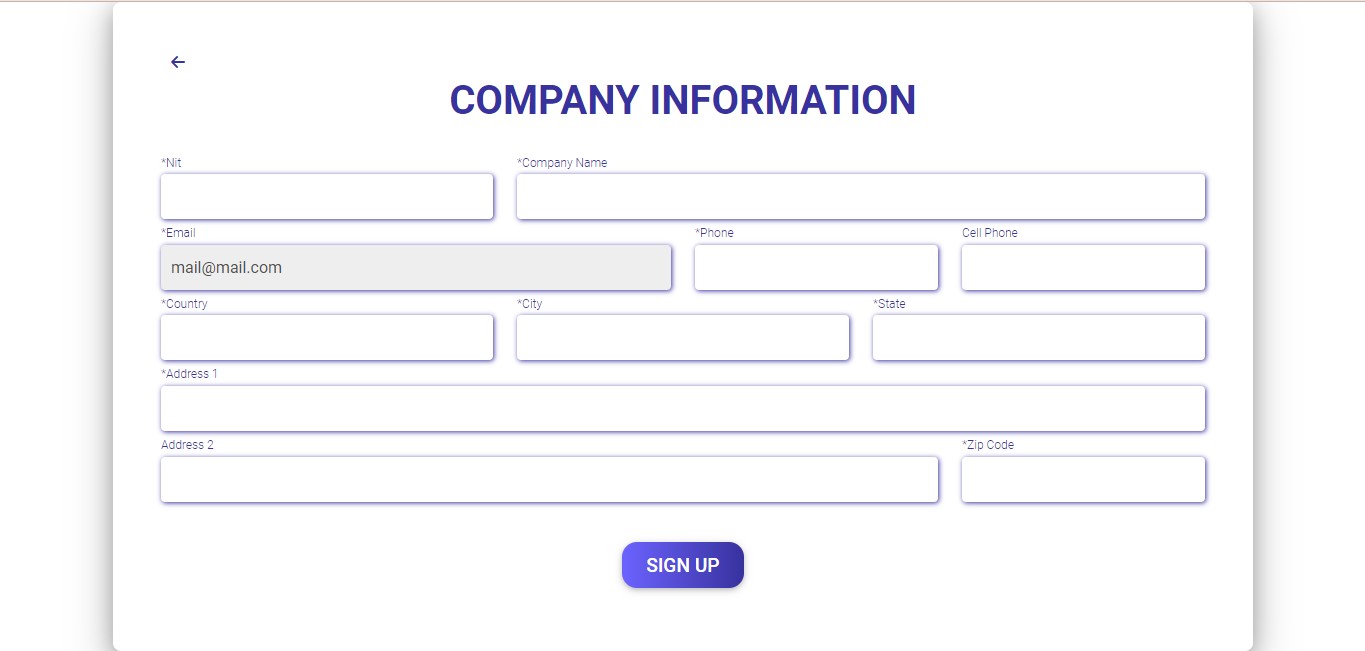 COMPANY INFORMATION
*Nit
*Company Name
*Email
*Phone
Cell Phone
mail@mail.com
*Country
*City
*State
*Address 1
Address 2
*Zip Code
SIGN UP